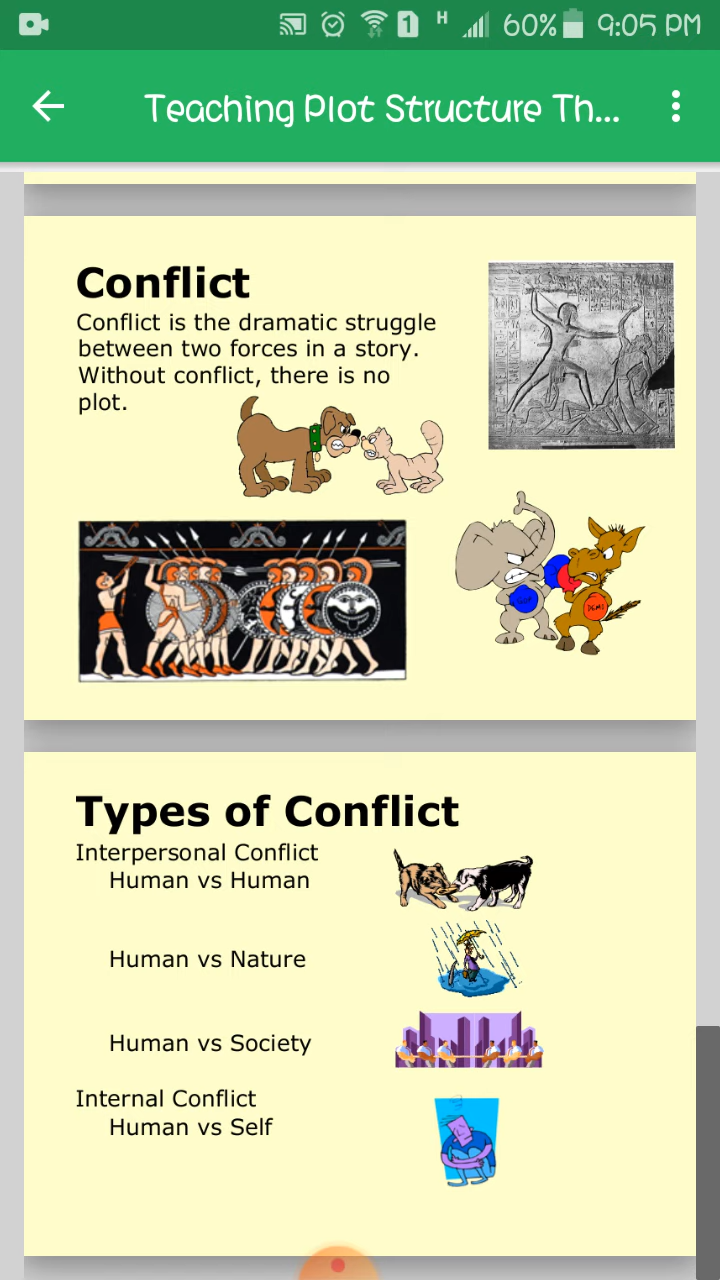 1 H 60% 9:05 PM
Teaching Plot Structure Th...
Conflict
Conflict is the dramatic struggle
between two forces in a story.
Without conflict, there is no
plot.
DEMS
Types of Conflict
Interpersonal Conflict
Human vs Human
Human vs Nature
Human vs Society
Internal Conflict
Human vs Self